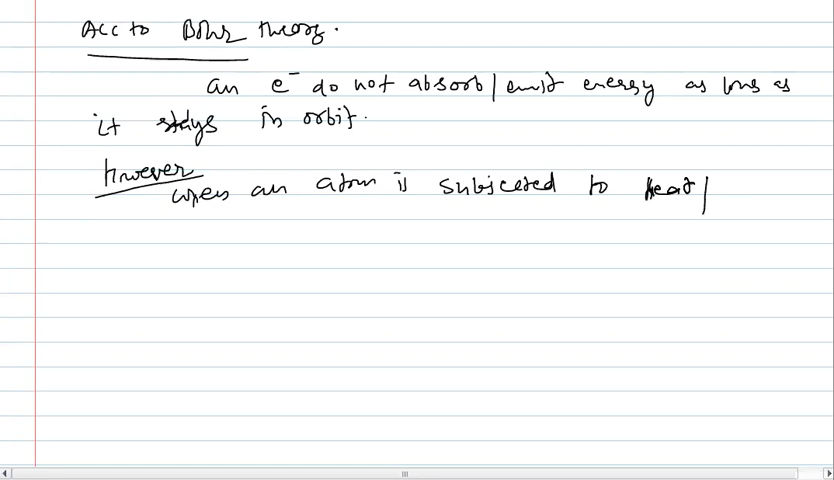 Acc to Bohr theory.
an e⁻ do not absorb/emit energy as long as
it stays in orbit.
however
when an atom is subjected to heat/